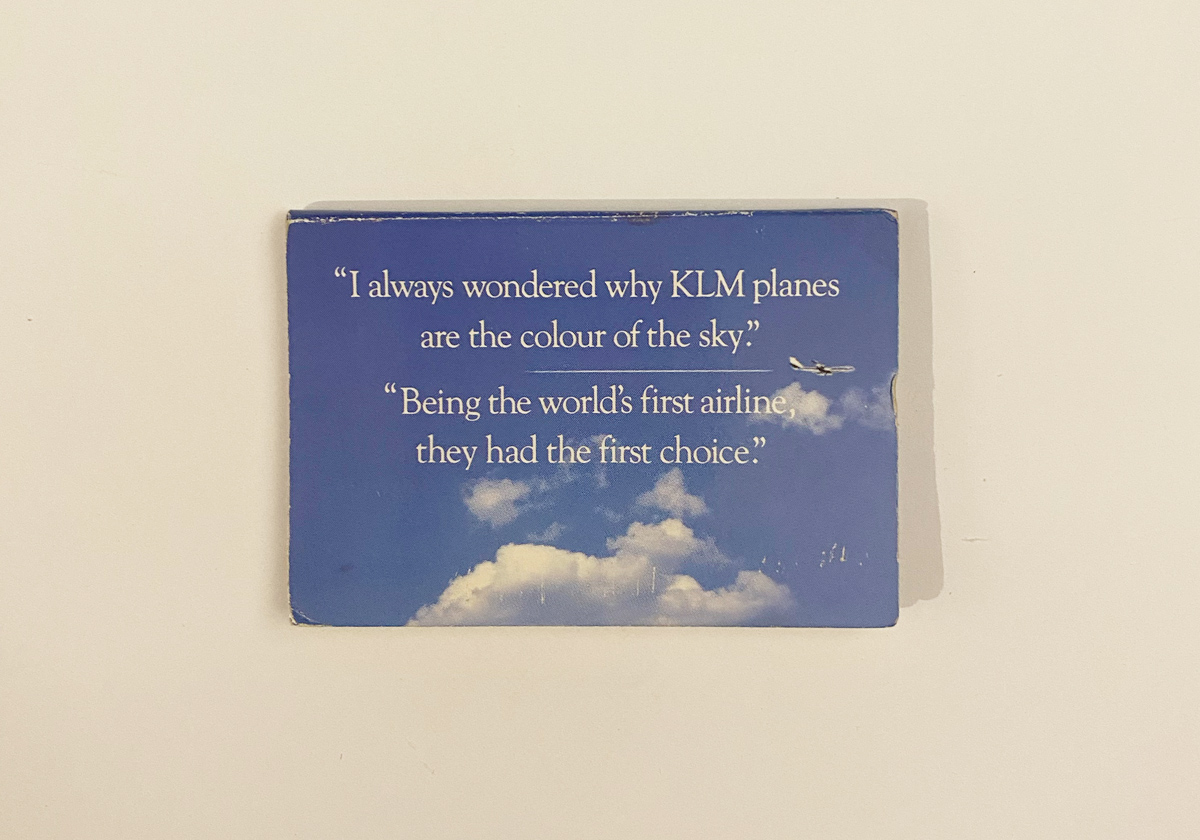 “I always wondered why KLM planes
are the colour of the sky.”
“Being the world’s first airline,
they had the first choice.”